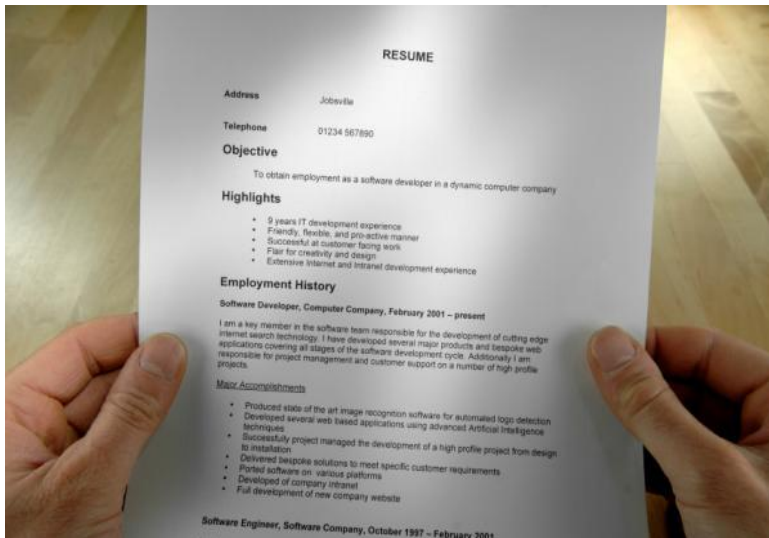 RESUME
Address Jobsville
Telephone 01234 567890
Objective
To obtain employment as a software developer in a dynamic computer company
Highlights
• 9 years IT development experience
• Friendly, flexible, and pro-active manner
• Successful at customer facing work
• Flair for creativity and design
• Extensive Internet and Intranet development experience
Employment History
Software Developer, Computer Company, February 2001 – present
I am a key member in the software team responsible for the development of cutting edge
internet search technology. I have developed several major products and bespoke web
applications covering all stages of the software development cycle. Additionally I am
responsible for project management and customer support on a number of high profile
projects.
Major Accomplishments
• Produced state of the art image recognition software for automated logo detection
• Developed several web based applications using advanced Artificial Intelligence
techniques
• Successfully project managed the development of a high profile project from design
to installation
• Delivered bespoke solutions to meet specific customer requirements
• Ported software on various platforms
• Developed of company intranet
• Full development of new company website
Software Engineer, Software Company, October 1997 – February 2001